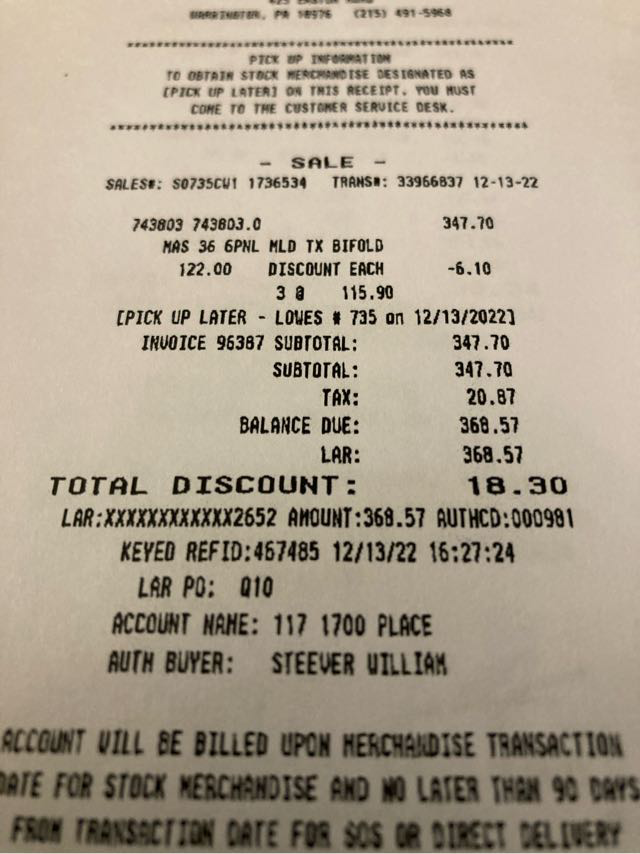 WARRINGTON, PA 18976 (215) 491-5968
****************************************
PICK UP INFORMATION
TO OBTAIN STOCK MERCHANDISE DESIGNATED AS
[PICK UP LATER] ON THIS RECEIPT. YOU MUST
COME TO THE CUSTOMER SERVICE DESK.
****************************************
- SALE -
SALES#: S0735CW1 1736534 TRANS#: 33966837 12-13-22
743803 743803.0 347.70
MAS 36 6PNL MLD TX BIFOLD
122.00 DISCOUNT EACH -6.10
3 @ 115.90
[PICK UP LATER - LOWES # 735 on 12/13/2022]
INVOICE 96387 SUBTOTAL: 347.70
SUBTOTAL: 347.70
TAX: 20.87
BALANCE DUE: 368.57
LAR: 368.57
TOTAL DISCOUNT: 18.30
LAR:XXXXXXXXXXXX2652 AMOUNT:368.57 AUTHCD:000981
KEYED REFID:467485 12/13/22 16:27:24
LAR PO: Q10
ACCOUNT NAME: 117 1700 PLACE
AUTH BUYER: STEEVER WILLIAM
ACCOUNT WILL BE BILLED UPON MERCHANDISE TRANSACTION
DATE FOR STOCK MERCHANDISE AND NO LATER THAN 90 DAYS
FROM TRANSACTION DATE FOR SOS OR DIRECT DELIVERY